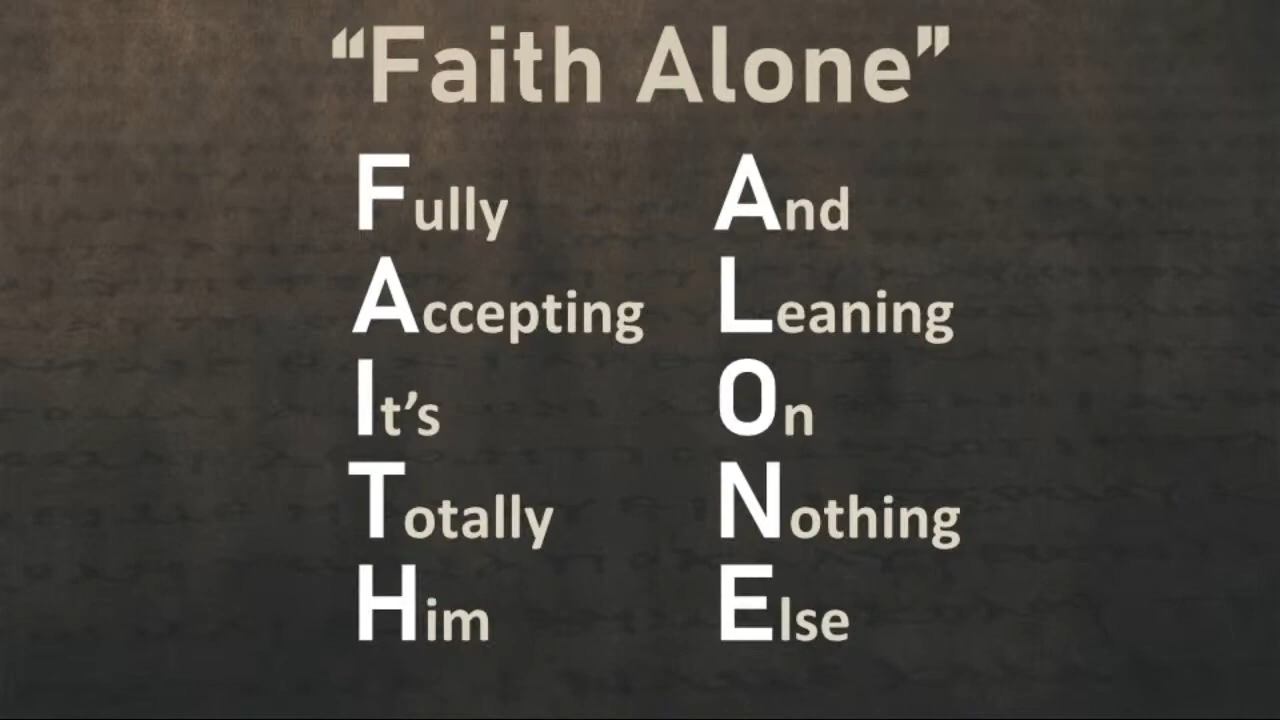 “Faith Alone”
Fully
Accepting
It’s
Totally
Him
And
Leaning
On
Nothing
Else